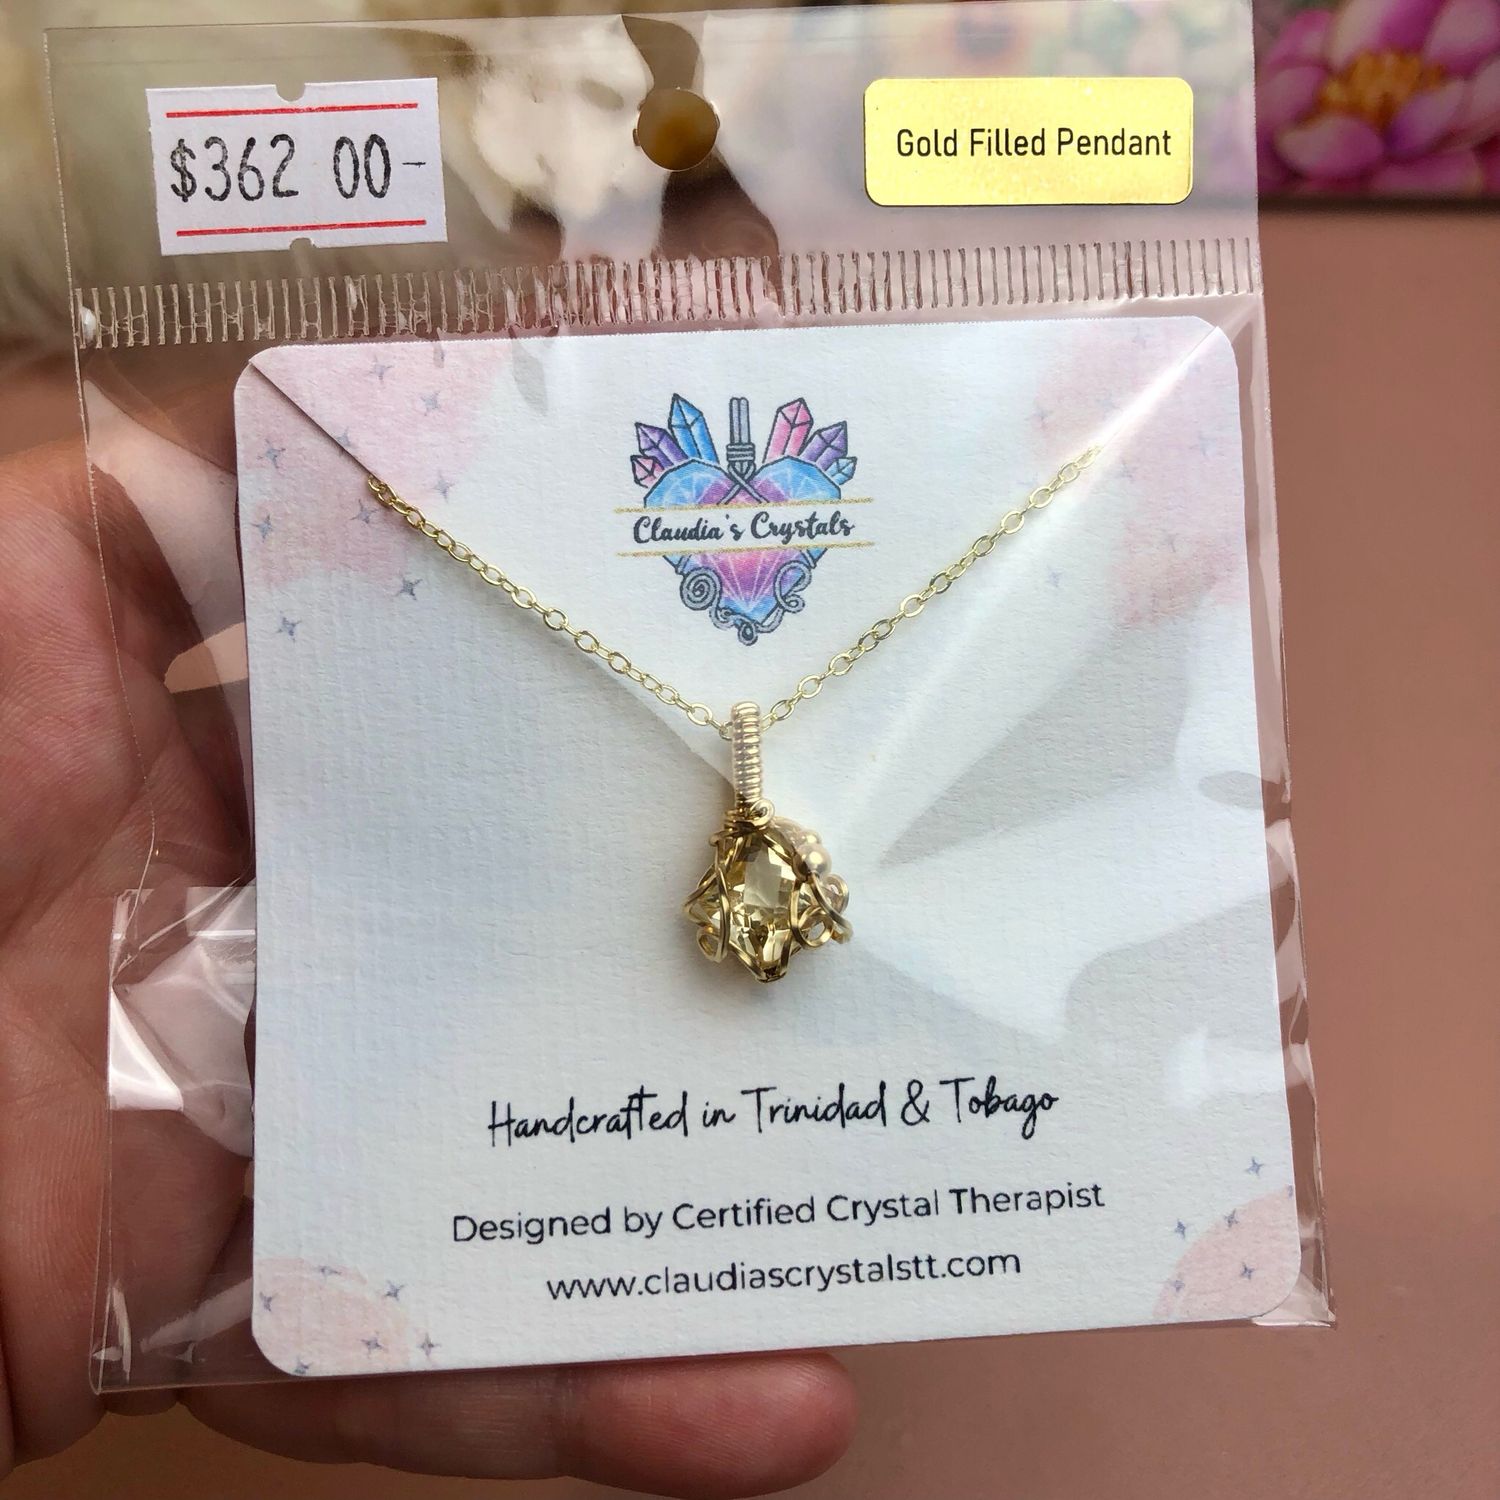 $362 00-
Gold Filled Pendant
Claudia's Crystals
Handcrafted in Trinidad & Tobago
Designed by Certified Crystal Therapist
www.claudiascrystalstt.com